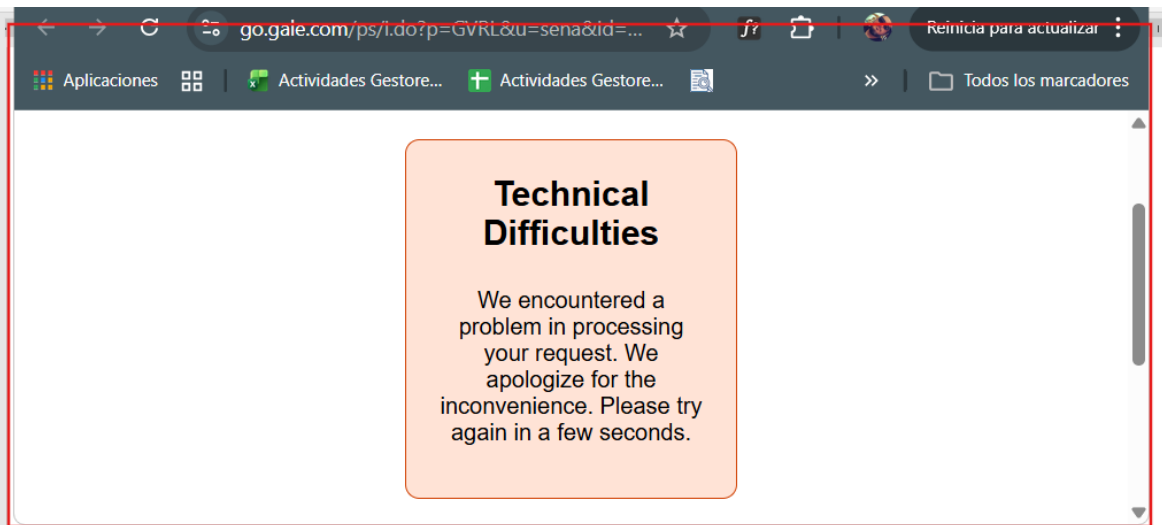 go.gale.com/ps/i.do?p=GVRL&u=sena&id=... f? Reinicia para actualizar
Aplicaciones Actividades Gestore... Actividades Gestore... » Todos los marcadores
Technical
Difficulties
We encountered a
problem in processing
your request. We
apologize for the
inconvenience. Please try
again in a few seconds.